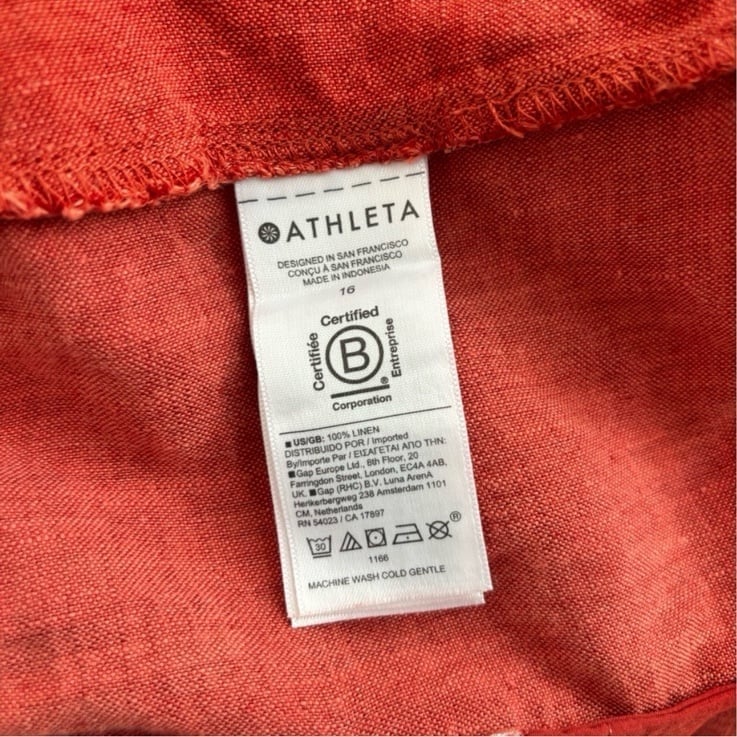 ATHLETA
DESIGNED IN SAN FRANCISCO
CONÇU À SAN FRANCISCO
MADE IN INDONESIA
16
Certified
Certifiée
B
Entreprise
®
Corporation
■US/GB: 100% LINEN
DISTRIBUIDO POR / Imported
By/Importe Par / ΕΙΣΑΓΕΤΑΙ ΑΠΟ ΤΗΝ:
■Gap Europe Ltd., 8th Floor, 20
Farringdon Street, London, EC4A 4AB,
UK. ■Gap (RHC) B.V. Luna ArenA
Herikerbergweg 238 Amsterdam 1101
CM, Netherlands
RN 54023 / CA 17897
30 ®
1166
MACHINE WASH COLD GENTLE